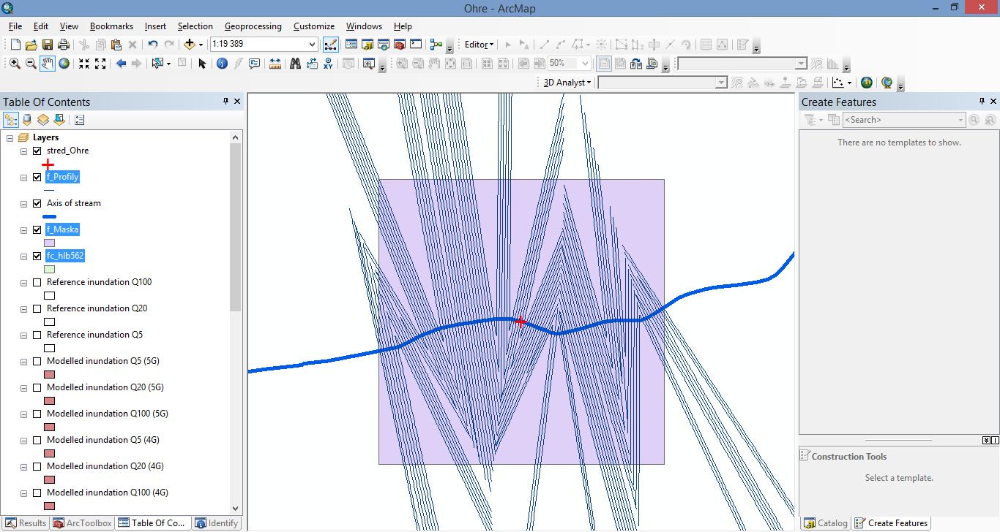 Ohre - ArcMap
File Edit View Bookmarks Insert Selection Geoprocessing Customize Windows Help
1:19 389 Editor
50%
3D Analyst
Table Of Contents
Layers
stred_Ohre
f_Profily
Axis of stream
f_Maska
fc_hlb562
Reference inundation Q100
Reference inundation Q20
Reference inundation Q5
Modelled inundation Q5 (5G)
Modelled inundation Q20 (5G)
Modelled inundation Q100 (5G)
Modelled inundation Q5 (4G)
Modelled inundation Q20 (4G)
Modelled inundation Q100 (4G)
Results ArcToolbox Table Of Co... Identify
Create Features
<Search>
There are no templates to show.
Construction Tools
Select a template.
Catalog Create Features